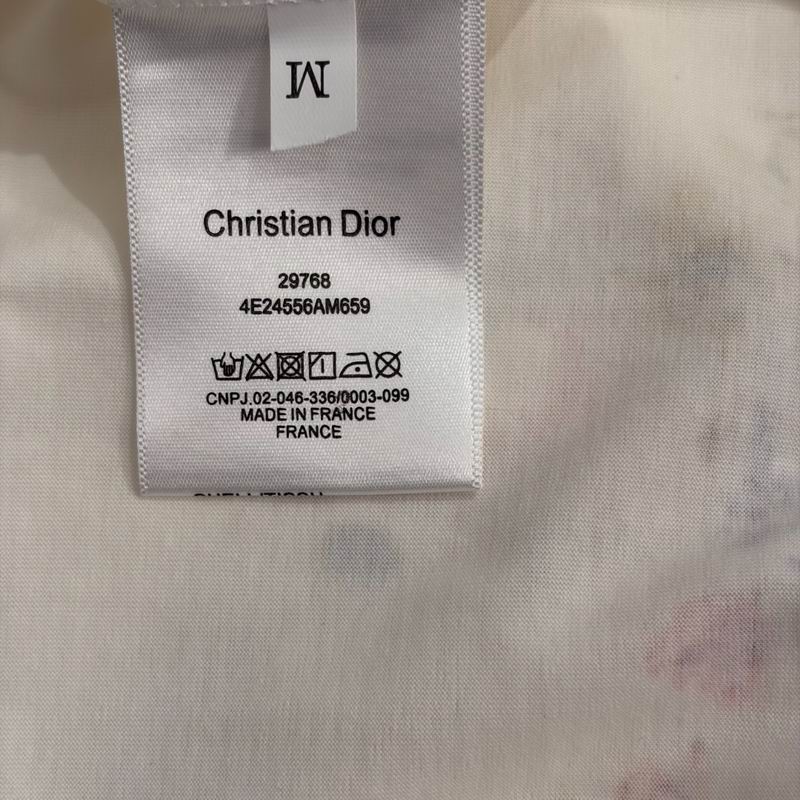 M
Christian Dior
29768
4E24556AM659
CNPJ.02-046-336/0003-099
MADE IN FRANCE
FRANCE